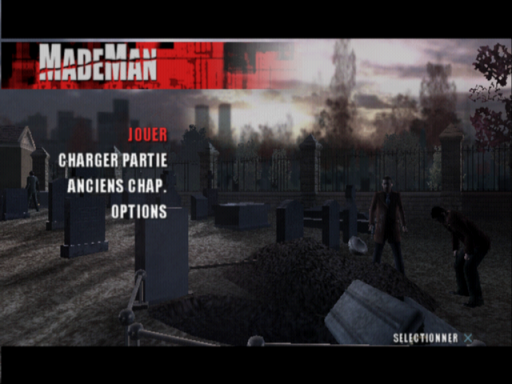 MADEMAN
JOUER
CHARGER PARTIE
ANCIENS CHAP.
OPTIONS
SELECTIONNER